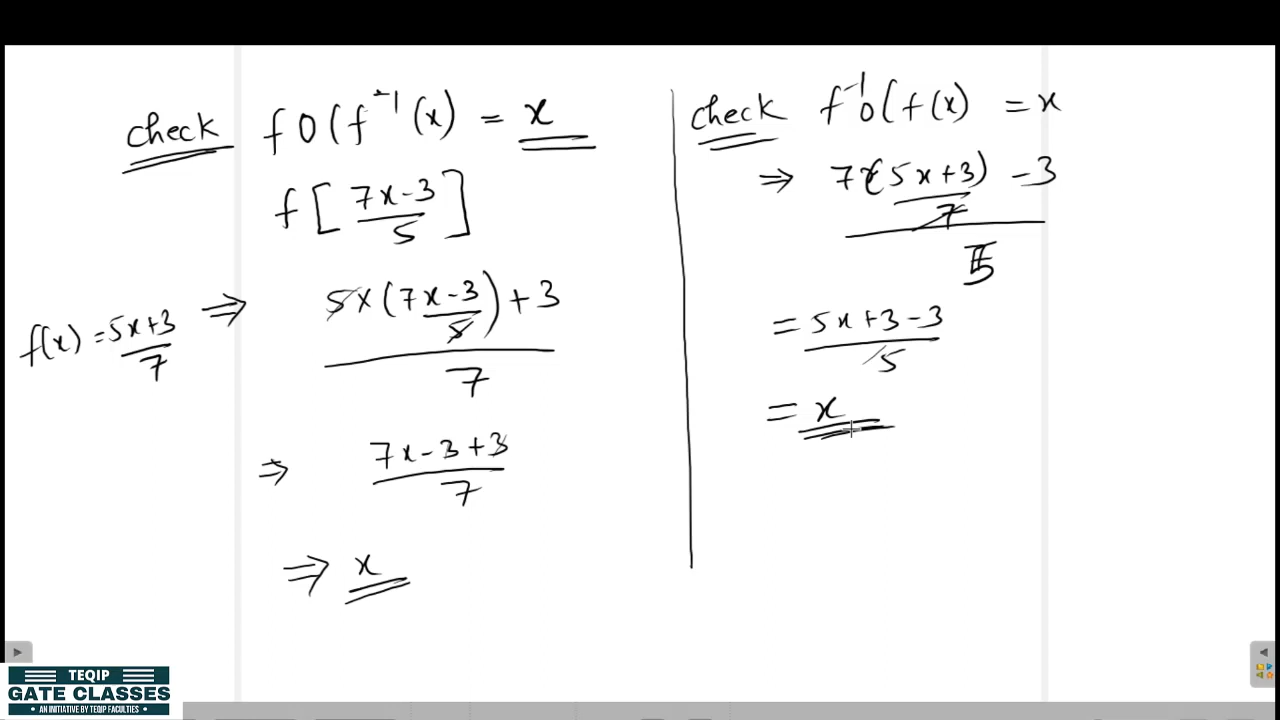 check f O (f⁻¹(x) = x
f [ (7x-3)/5 ]
f(x) = (5x+3)/7 ⇒ (5 × (7x-3/5) + 3)/7
⇒ (7x-3+3)/7
⇒ x
check f⁻¹ o (f(x) = x
⇒ (7×(5x+3)/7 - 3)/5
= (5x+3-3)/5
= x
TEQIP
GATE CLASSES
• AN INITIATIVE BY TEQIP FACULTIES •